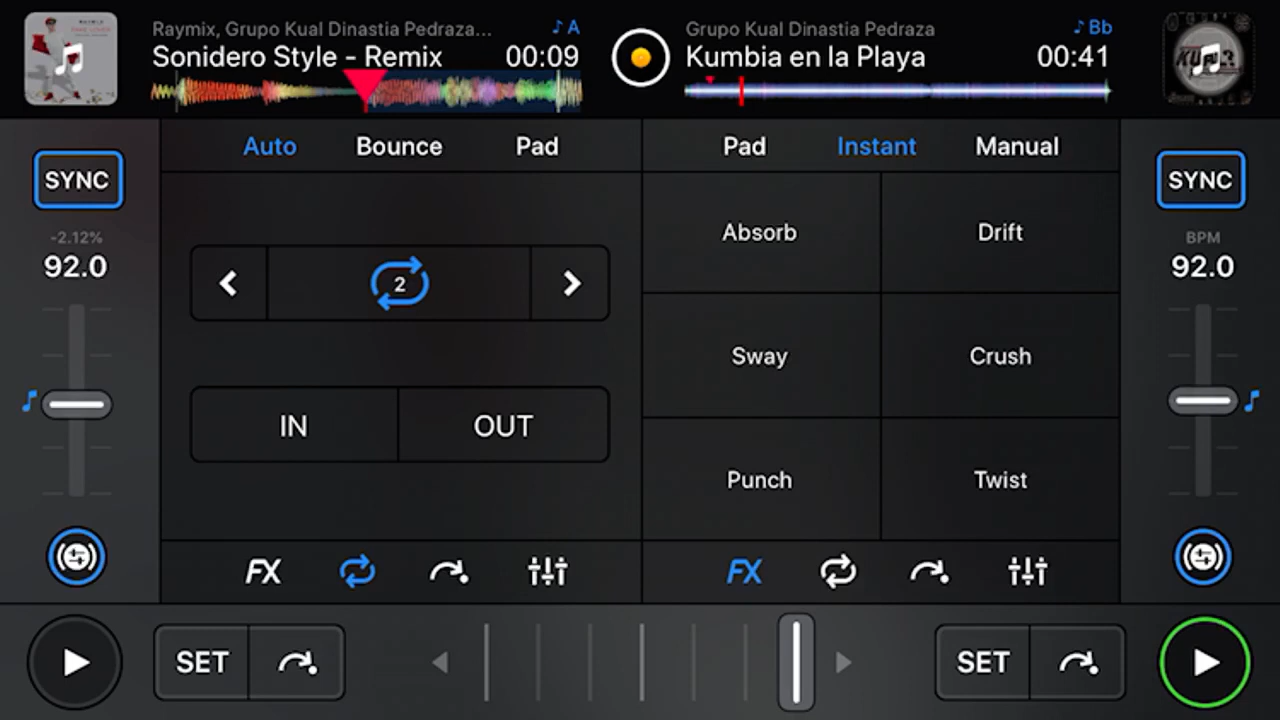 Raymix, Grupo Kual Dinastia Pedraza...
A
Sonidero Style - Remix
00:09
Grupo Kual Dinastia Pedraza
Bb
Kumbia en la Playa
00:41
Auto
Bounce
Pad
Pad
Instant
Manual
SYNC
-2.12%
92.0
2
IN
OUT
Absorb
Drift
Sway
Crush
Punch
Twist
SYNC
BPM
92.0
FX
FX
SET
SET